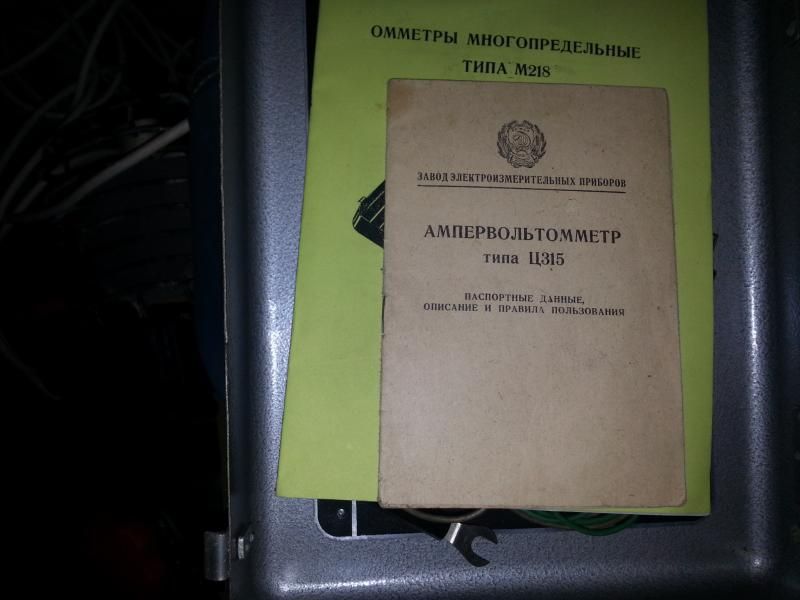 ОММЕТРЫ МНОГОПРЕДЕЛЬНЫЕ
ТИПА М218
ЗАВОД ЭЛЕКТРОИЗМЕРИТЕЛЬНЫХ ПРИБОРОВ
АМПЕРВОЛЬТОММЕТР
типа Ц315
ПАСПОРТНЫЕ ДАННЫЕ,
ОПИСАНИЕ И ПРАВИЛА ПОЛЬЗОВАНИЯ